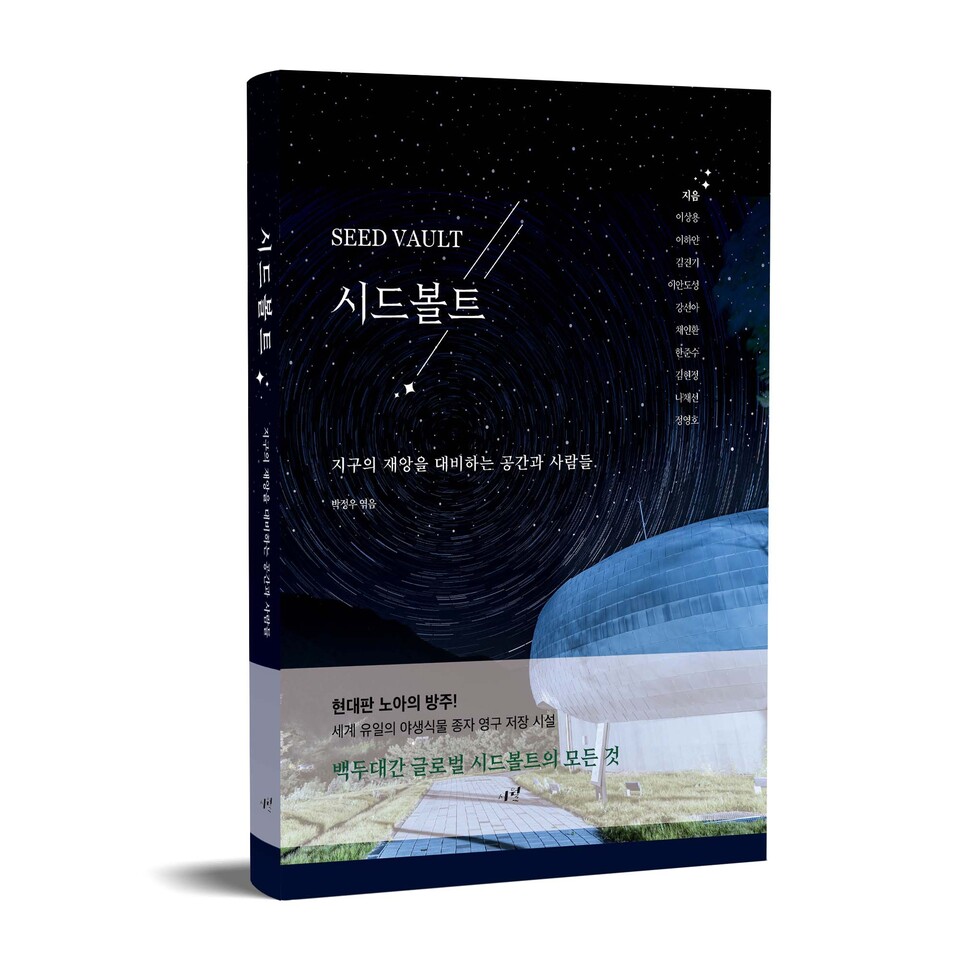 SEED VAULT
시드볼트
지구의 재앙을 대비하는 공간과 사람들
박정우 엮음
지음
이상용
이하얀
김진기
이안도성
강선아
채인환
한준수
김현정
나채선
정영호
현대판 노아의 방주!
세계 유일의 야생식물 종자 영구 저장 시설
백두대간 글로벌 시드볼트의 모든 것
시월
시드볼트
지구의 재앙을 대비하는 공간과 사람들